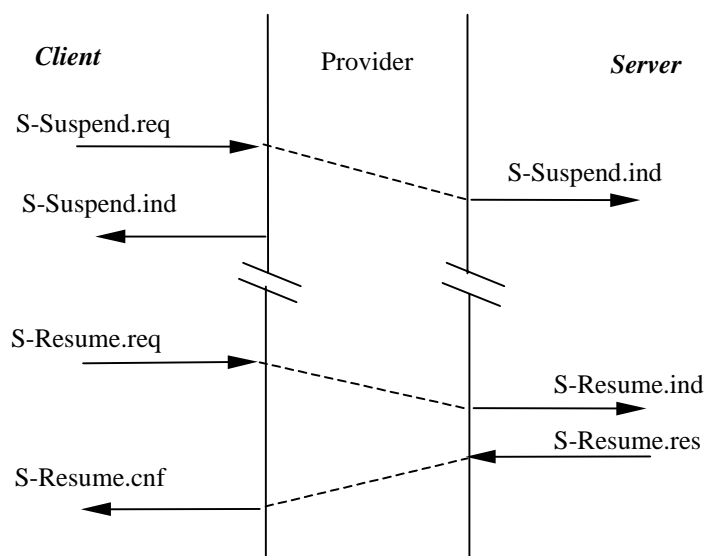 Client
Provider
Server
S-Suspend.req
S-Suspend.ind
S-Suspend.ind
S-Resume.req
S-Resume.ind
S-Resume.res
S-Resume.cnf